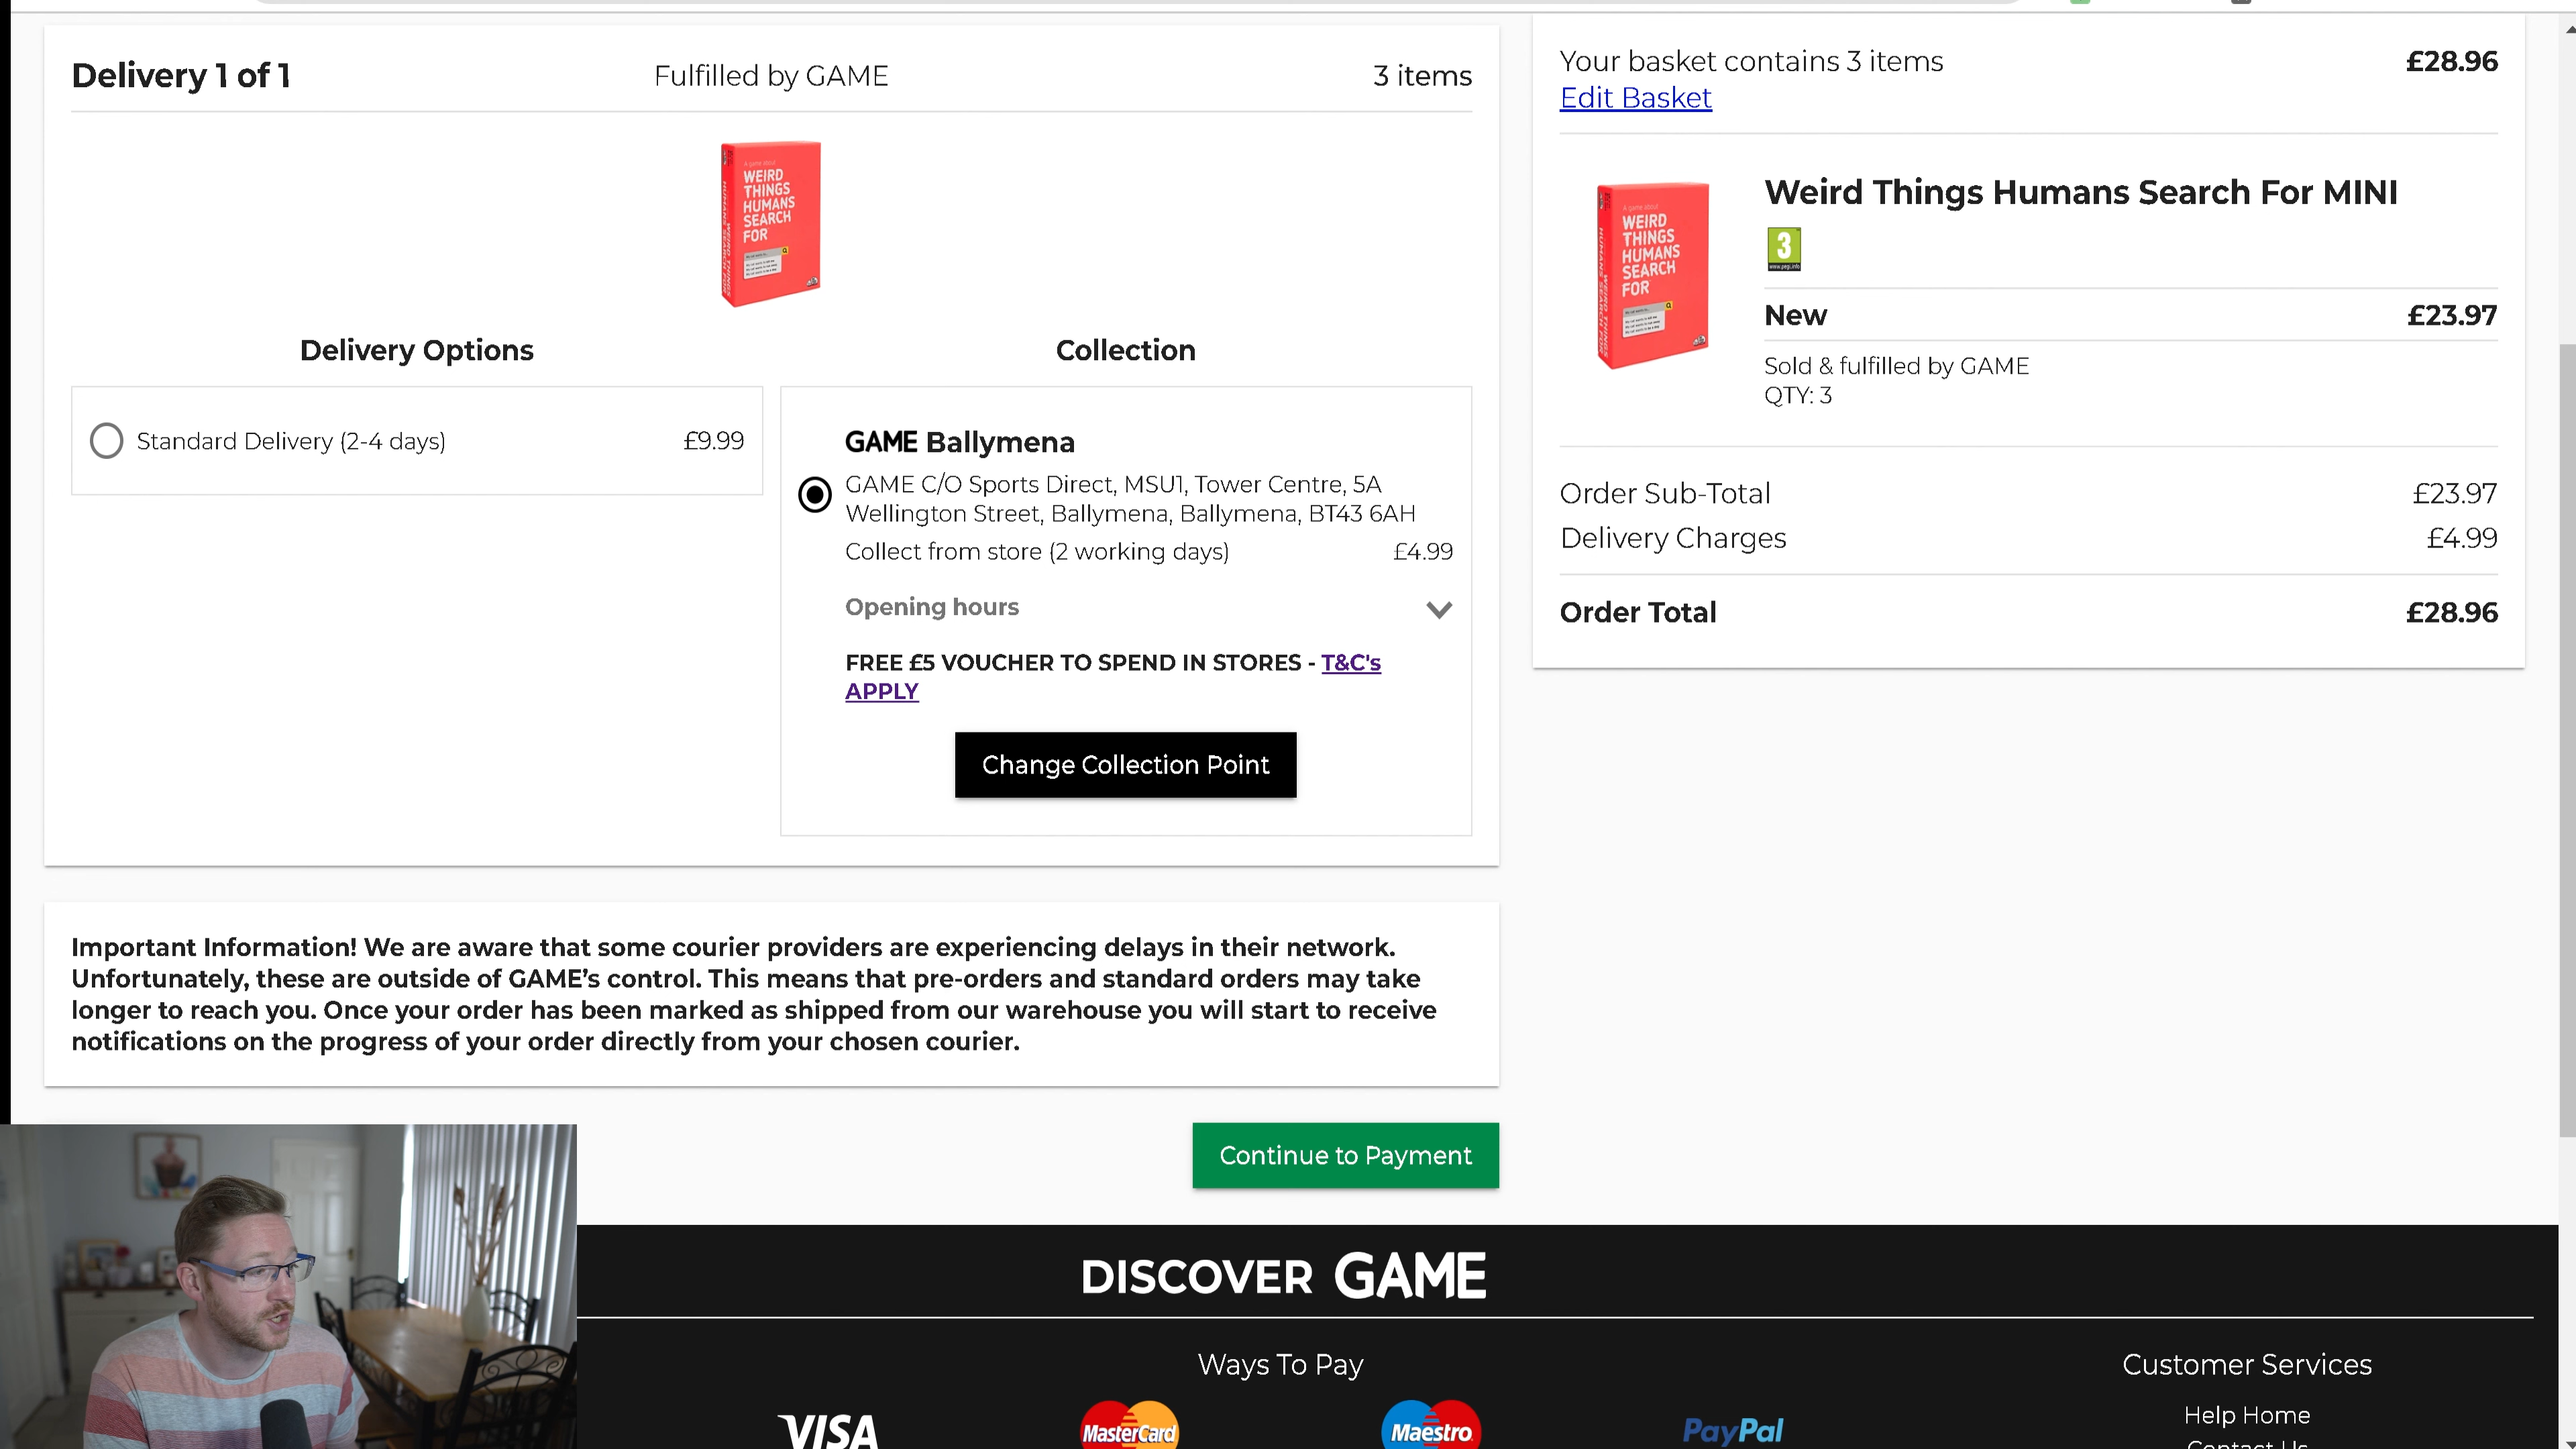 Delivery 1 of 1
Fulfilled by GAME
3 items
A game about
WEIRD
THINGS
HUMANS
SEARCH
FOR
Delivery Options
Standard Delivery (2-4 days)
£9.99
Collection
GAME Ballymena
GAME C/O Sports Direct, MSU1, Tower Centre, 5A
Wellington Street, Ballymena, Ballymena, BT43 6AH
Collect from store (2 working days)
£4.99
Opening hours
FREE £5 VOUCHER TO SPEND IN STORES - T&C's
APPLY
Change Collection Point
Important Information! We are aware that some courier providers are experiencing delays in their network.
Unfortunately, these are outside of GAME’s control. This means that pre-orders and standard orders may take
longer to reach you. Once your order has been marked as shipped from our warehouse you will start to receive
notifications on the progress of your order directly from your chosen courier.
Continue to Payment
Your basket contains 3 items
£28.96
Edit Basket
A game about
WEIRD
THINGS
HUMANS
SEARCH
FOR
Weird Things Humans Search For MINI
3
www.pegi.info
New
£23.97
Sold & fulfilled by GAME
QTY: 3
Order Sub-Total
£23.97
Delivery Charges
£4.99
Order Total
£28.96
DISCOVER GAME
Ways To Pay
VISA
MasterCard
Maestro
PayPal
Customer Services
Help Home
Contact Us